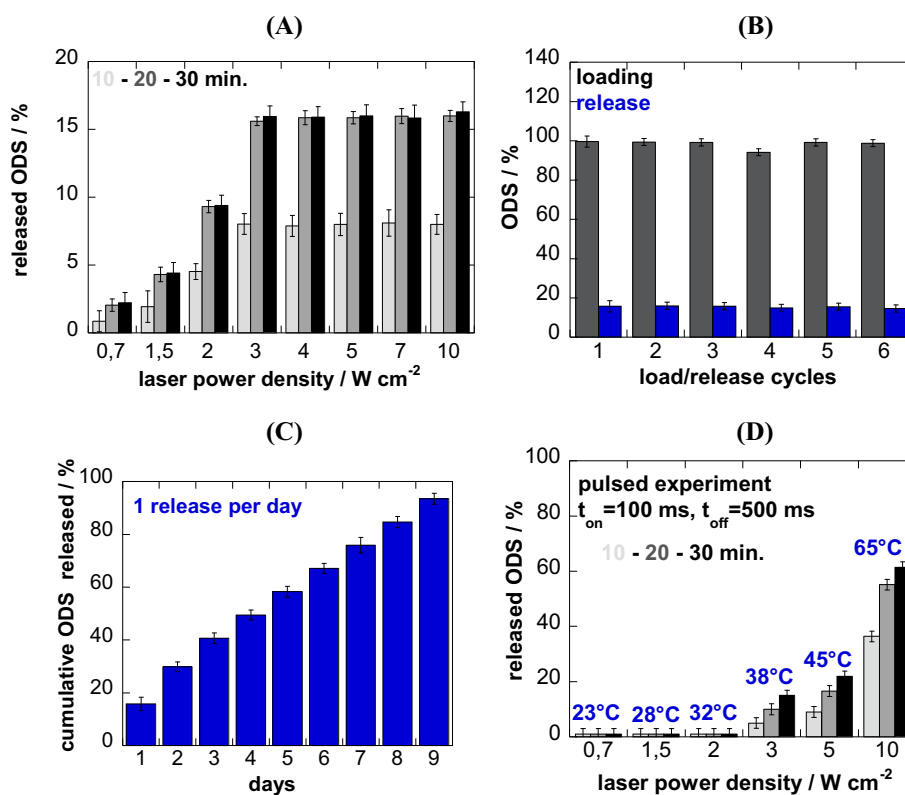 (A)
10 - 20 - 30 min.
released ODS / %
20
15
10
5
0
0,7 1,5 2 3 4 5 7 10
laser power density / W cm-2
(B)
loading
release
ODS / %
140
120
100
80
60
40
20
0
1 2 3 4 5 6
load/release cycles
(C)
1 release per day
cumulative ODS released / %
100
80
60
40
20
0
1 2 3 4 5 6 7 8 9
days
(D)
pulsed experiment
ton=100 ms, toff=500 ms
10 - 20 - 30 min.
released ODS / %
100
80
60
40
20
0
23°C 28°C 32°C 38°C 45°C 65°C
0,7 1,5 2 3 5 10
laser power density / W cm-2